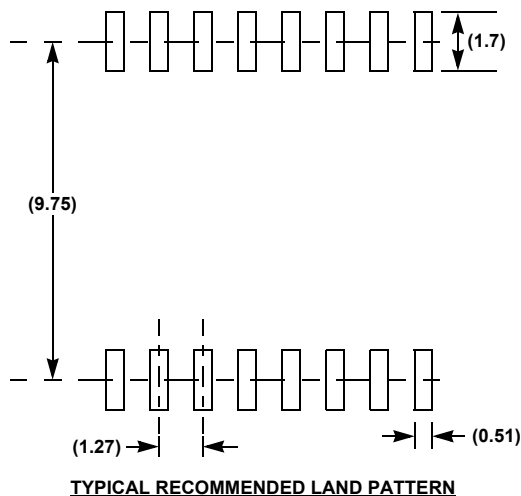 (1.7)
(9.75)
(1.27)
(0.51)
TYPICAL RECOMMENDED LAND PATTERN